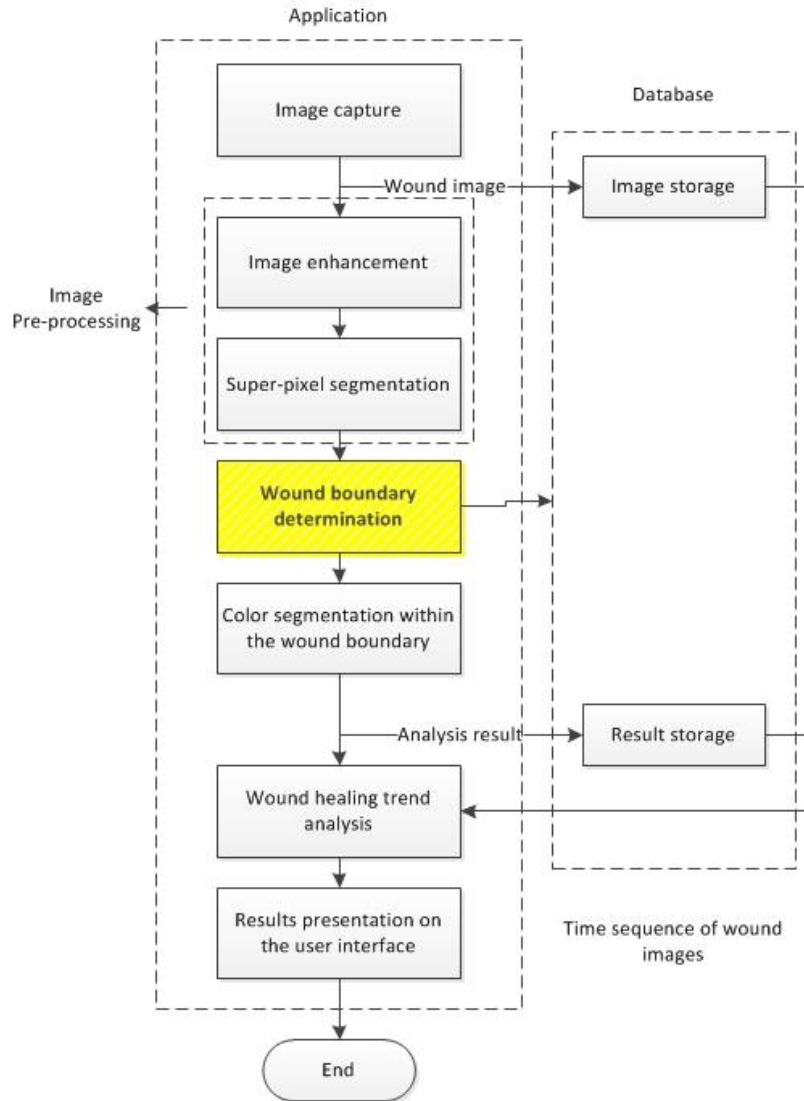 Application
Image capture
Database
Wound image
Image storage
Image enhancement
Image
Pre-processing
Super-pixel segmentation
Wound boundary
determination
Color segmentation within
the wound boundary
Analysis result
Result storage
Wound healing trend
analysis
Results presentation on
the user interface
Time sequence of wound
images
End